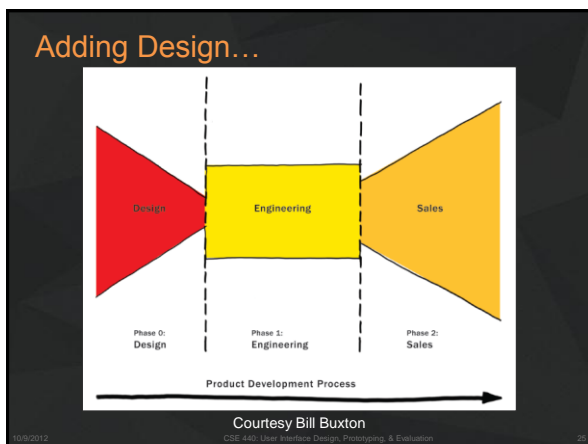 Adding Design…
Design
Engineering
Sales
Phase 0:
Design
Phase 1:
Engineering
Phase 2:
Sales
Product Development Process
Courtesy Bill Buxton
10/9/2012
CSE 440: User Interface Design, Prototyping, & Evaluation
25